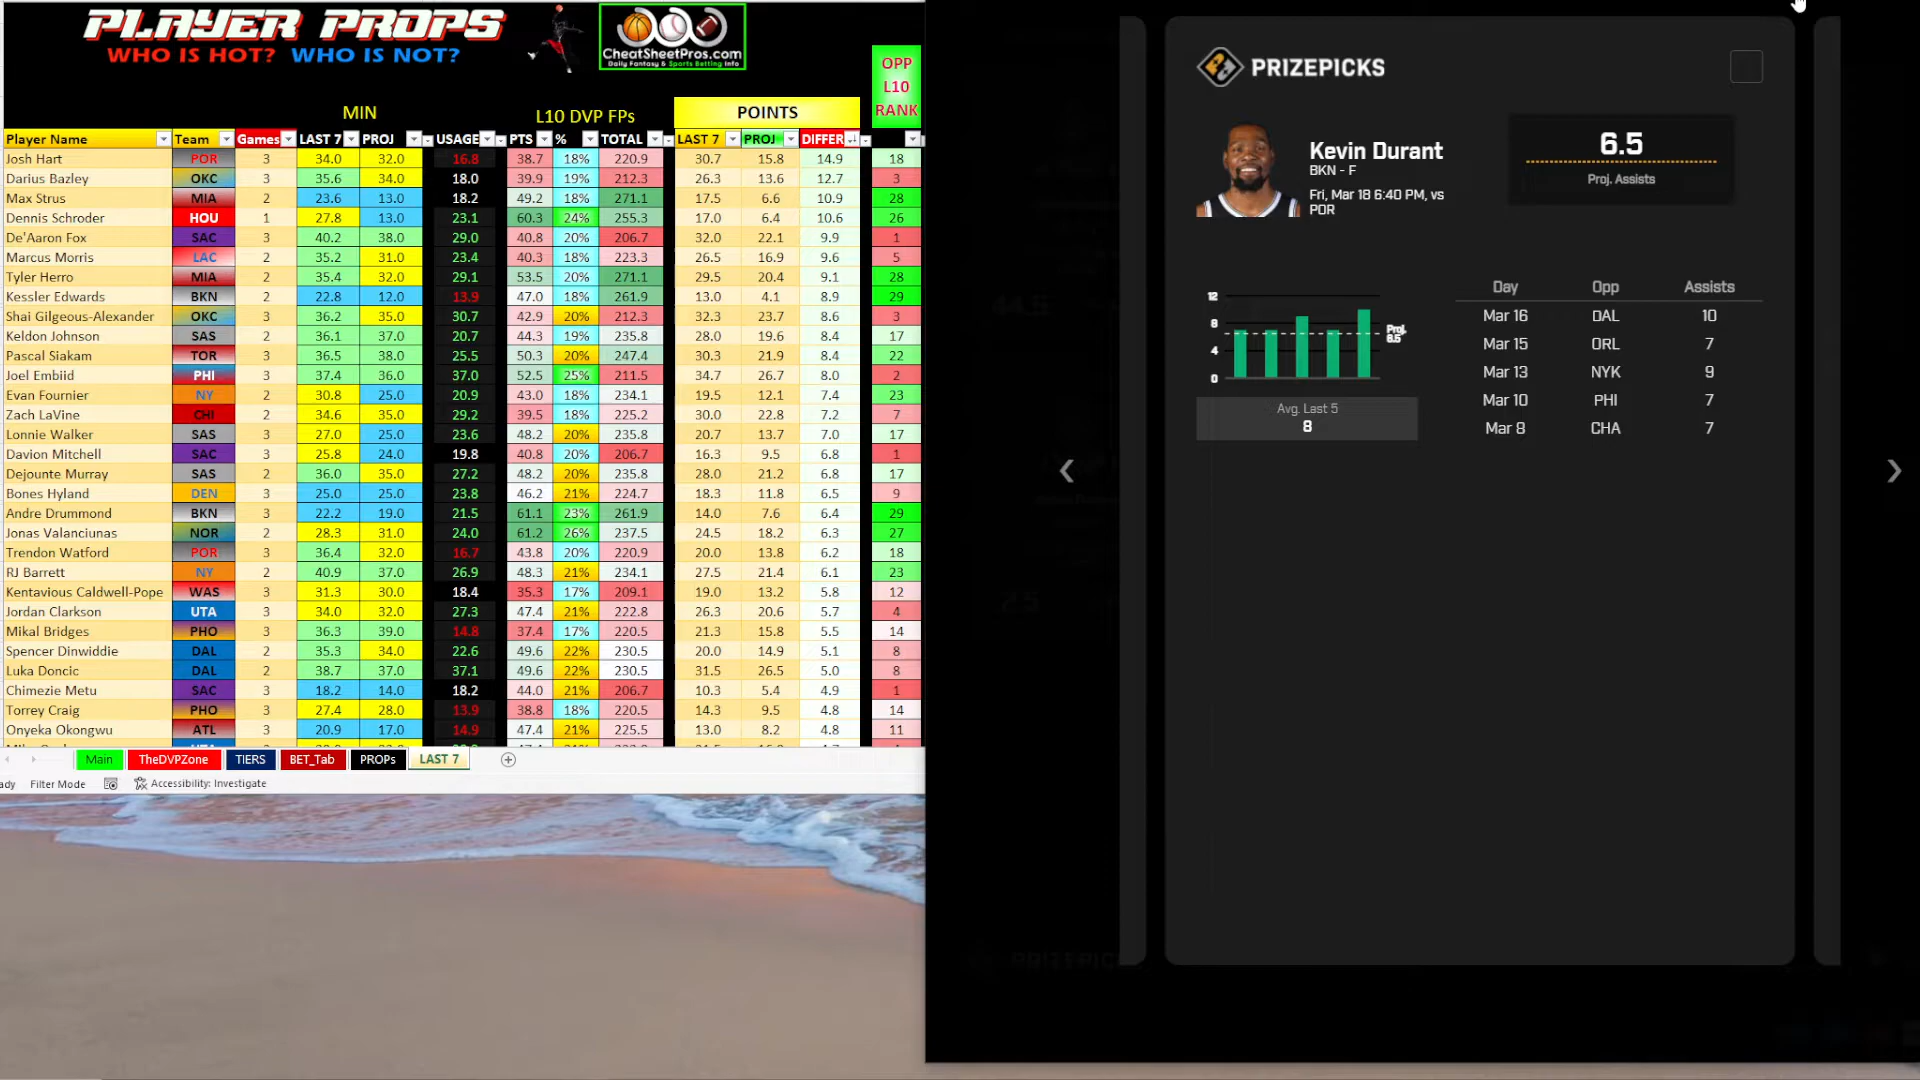 PLAYER PROPS
WHO IS HOT? WHO IS NOT?
CheatSheetPros.com
Daily Fantasy & Sports Betting Info
OPP
L10
RANK
MIN L10 DVP FPs POINTS
Player Name Team Games LAST 7 PROJ USAGE PTS % TOTAL LAST 7 PROJ DIFFER
Josh Hart POR 3 34.0 32.0 16.8 38.7 18% 220.9 30.7 15.8 14.9 18
Darius Bazley OKC 3 35.6 34.0 18.0 39.9 19% 212.3 26.3 13.6 12.7 3
Max Strus MIA 2 23.6 13.0 18.2 49.2 18% 271.1 17.5 6.6 10.9 28
Dennis Schroder HOU 1 27.8 13.0 23.1 60.3 24% 255.3 17.0 6.4 10.6 26
De'Aaron Fox SAC 3 40.2 38.0 29.0 40.8 20% 206.7 32.0 22.1 9.9 1
Marcus Morris LAC 2 35.2 31.0 23.4 40.3 18% 223.3 26.5 16.9 9.6 5
Tyler Herro MIA 2 35.4 32.0 29.1 53.5 20% 271.1 29.5 20.4 9.1 28
Kessler Edwards BKN 2 22.8 12.0 13.9 47.0 18% 261.9 13.0 4.1 8.9 29
Shai Gilgeous-Alexander OKC 3 36.2 35.0 30.7 42.9 20% 212.3 32.3 23.7 8.6 3
Keldon Johnson SAS 2 36.1 37.0 20.7 44.3 19% 235.8 28.0 19.6 8.4 17
Pascal Siakam TOR 3 36.5 38.0 25.5 50.3 20% 247.4 30.3 21.9 8.4 22
Joel Embiid PHI 3 37.4 36.0 37.0 52.5 25% 211.5 34.7 26.7 8.0 2
Evan Fournier NY 2 30.8 25.0 20.9 43.0 18% 234.1 19.5 12.1 7.4 23
Zach LaVine CHI 2 34.6 35.0 29.2 39.5 18% 225.2 30.0 22.8 7.2 7
Lonnie Walker SAS 3 27.0 25.0 23.6 48.2 20% 235.8 20.7 13.7 7.0 17
Davion Mitchell SAC 3 25.8 24.0 19.8 40.8 20% 206.7 16.3 9.5 6.8 1
Dejounte Murray SAS 2 36.0 35.0 27.2 48.2 20% 235.8 28.0 21.2 6.8 17
Bones Hyland DEN 3 25.0 25.0 23.8 46.2 21% 224.7 18.3 11.8 6.5 9
Andre Drummond BKN 3 22.2 19.0 21.5 61.1 23% 261.9 14.0 7.6 6.4 29
Jonas Valanciunas NOR 2 28.3 31.0 24.0 61.2 26% 237.5 24.5 18.2 6.3 27
Trendon Watford POR 3 36.4 32.0 16.7 43.8 20% 220.9 20.0 13.8 6.2 18
RJ Barrett NY 2 40.9 37.0 26.9 48.3 21% 234.1 27.5 21.4 6.1 23
Kentavious Caldwell-Pope WAS 3 31.3 30.0 18.4 35.3 17% 209.1 19.0 13.2 5.8 12
Jordan Clarkson UTA 3 34.0 32.0 27.3 47.4 21% 222.8 26.3 20.6 5.7 4
Mikal Bridges PHO 3 36.3 39.0 14.8 37.4 17% 220.5 21.3 15.8 5.5 14
Spencer Dinwiddie DAL 2 35.3 34.0 22.6 49.6 22% 230.5 20.0 14.9 5.1 8
Luka Doncic DAL 2 38.7 37.0 37.1 49.6 22% 230.5 31.5 26.5 5.0 8
Chimezie Metu SAC 3 18.2 14.0 18.2 44.0 21% 206.7 10.3 5.4 4.9 1
Torrey Craig PHO 3 27.4 28.0 13.9 38.8 18% 220.5 14.3 9.5 4.8 14
Onyeka Okongwu ATL 3 20.9 17.0 14.9 47.4 21% 225.5 13.0 8.2 4.8 11
Main TheDVPZone TIERS BET_Tab PROPs LAST 7
ady Filter Mode Accessibility: Investigate
PRIZEPICKS
Kevin Durant
BKN - F
Fri, Mar 18 6:40 PM, vs
POR
6.5
Proj. Assists
12
8
4
0
Proj.
6.5
Avg. Last 5
8
Day Opp Assists
Mar 16 DAL 10
Mar 15 ORL 7
Mar 13 NYK 9
Mar 10 PHI 7
Mar 8 CHA 7